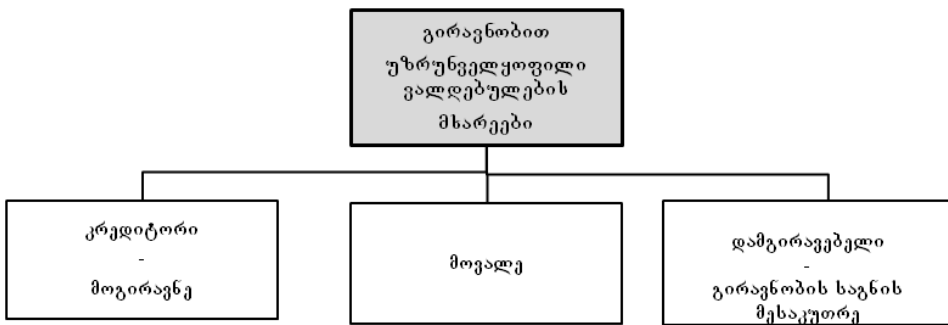 გირავნობით
უზრუნველყოფილი
ვალდებულების
მხარეები
კრედიტორი
-
მოგირავნე
მოვალე
დამგირავებელი
-
გირავნობის საგნის
მესაკუთრე